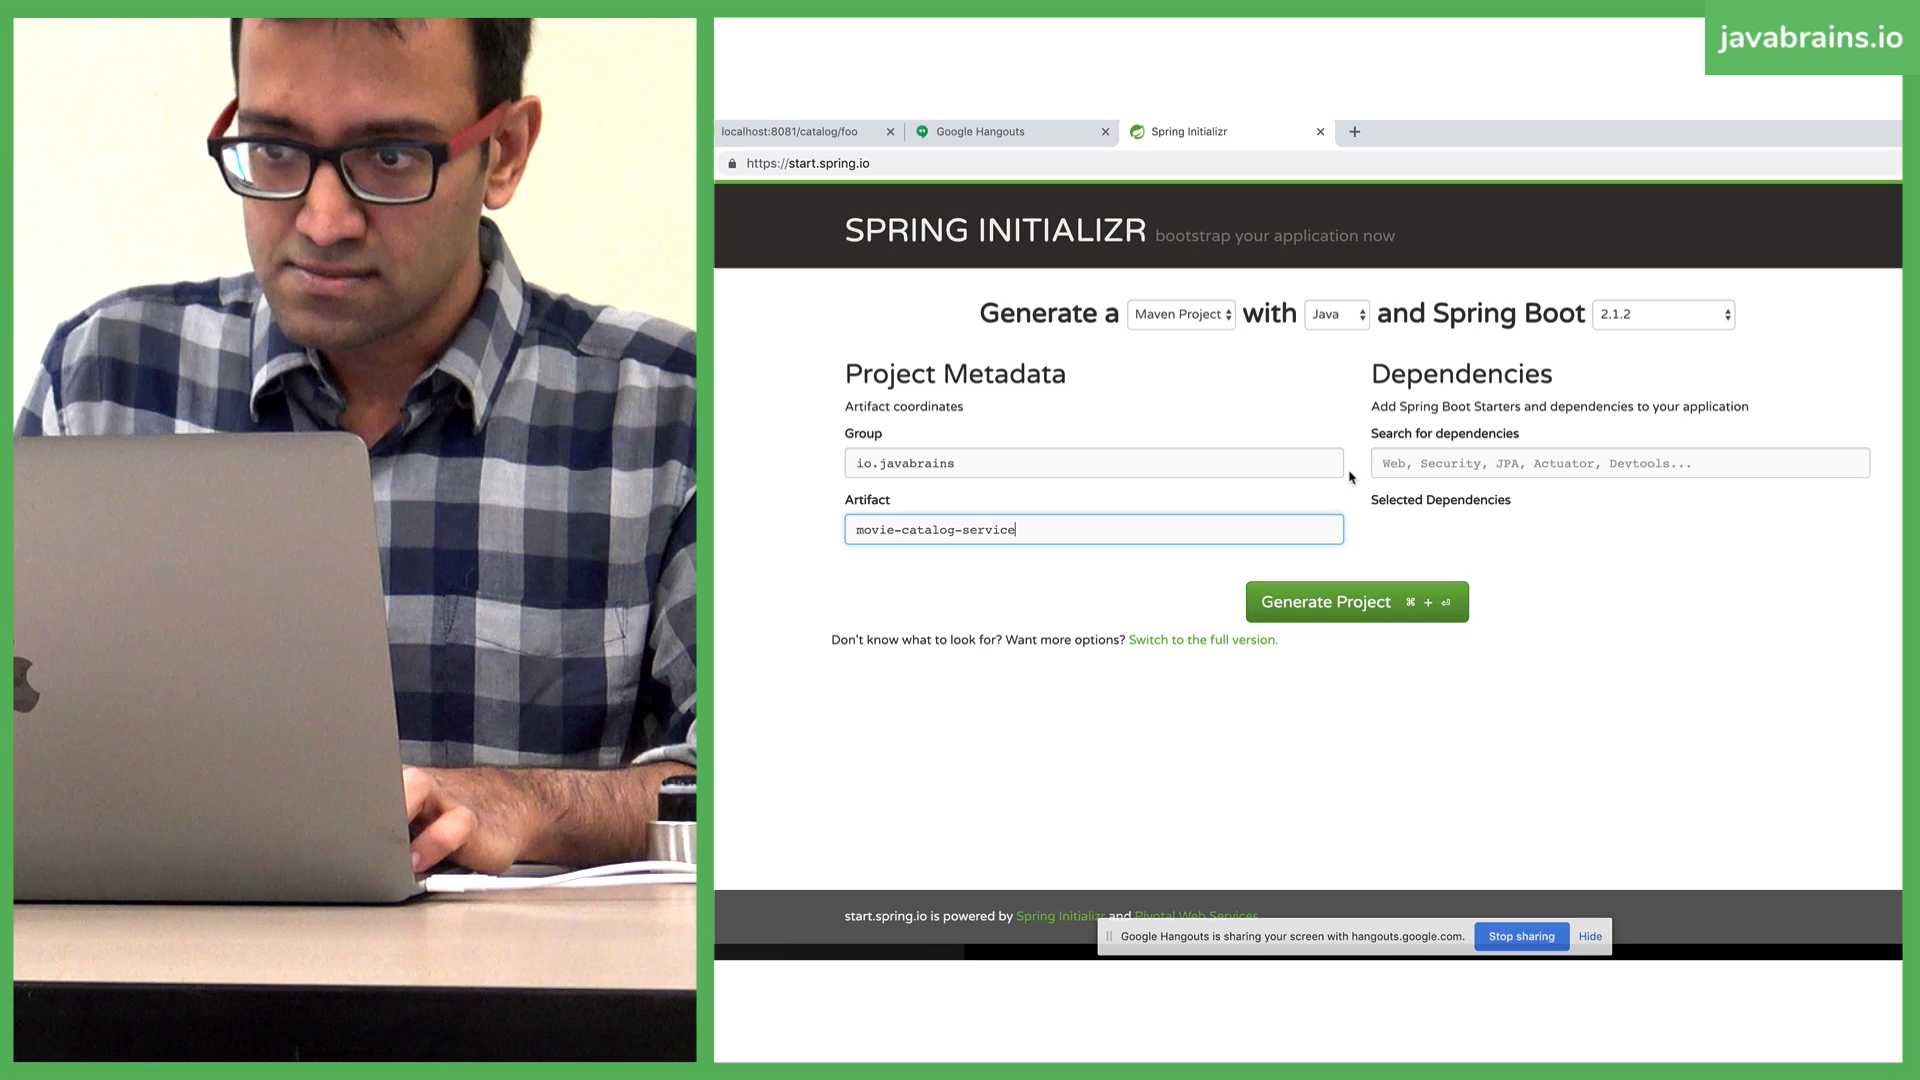 javabrains.io
localhost:8081/catalog/foo
Google Hangouts
Spring Initializr
https://start.spring.io
SPRING INITIALIZR bootstrap your application now
Generate a Maven Project with Java and Spring Boot 2.1.2
Project Metadata
Artifact coordinates
Group
io.javabrains
Artifact
movie-catalog-service
Dependencies
Add Spring Boot Starters and dependencies to your application
Search for dependencies
Web, Security, JPA, Actuator, Devtools...
Selected Dependencies
Generate Project ⌘ + ⏎
Don't know what to look for? Want more options? Switch to the full version.
start.spring.io is powered by Spring Initializr and Pivotal Web Services
Google Hangouts is sharing your screen with hangouts.google.com. Stop sharing Hide